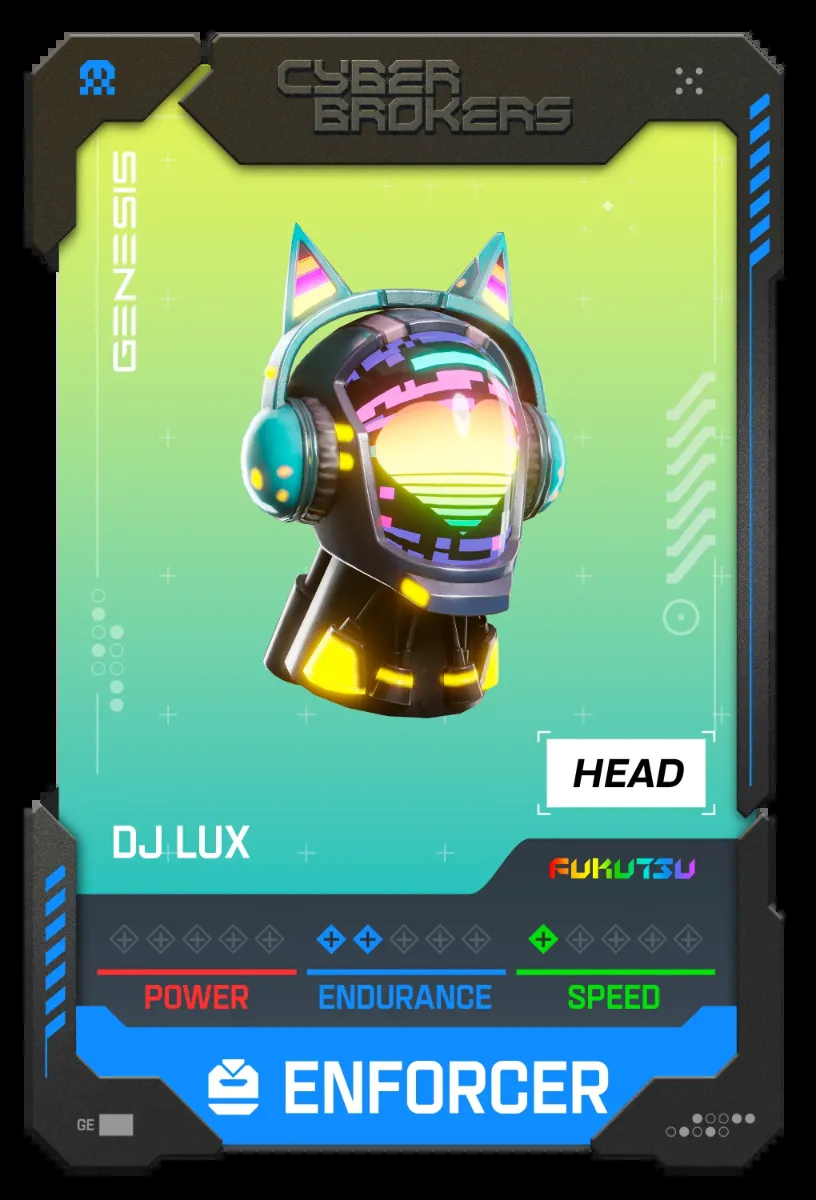 CYBER
BROKERS
GENESIS
HEAD
DJ LUX
FUKUTSU
POWER
ENDURANCE
SPEED
ENFORCER
GE